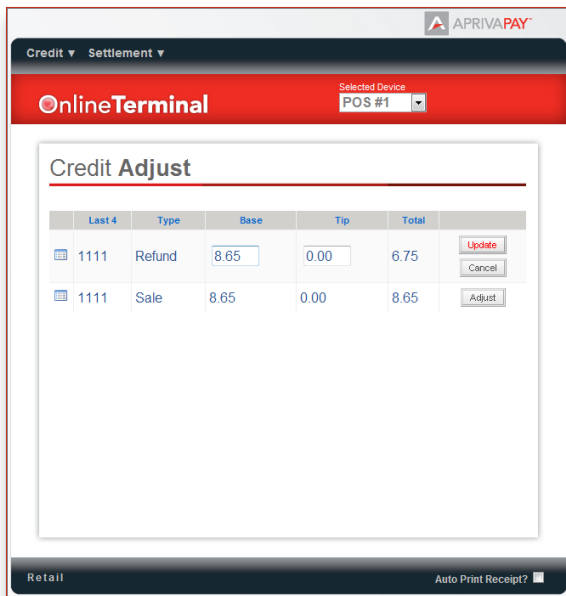 APRIVAPAY™
Credit ▼ Settlement ▼
Selected Device
OnlineTerminal POS #1
Credit Adjust
Last 4 Type Base Tip Total
1111 Refund 8.65 0.00 6.75 Update
Cancel
1111 Sale 8.65 0.00 8.65 Adjust
Retail Auto Print Receipt?